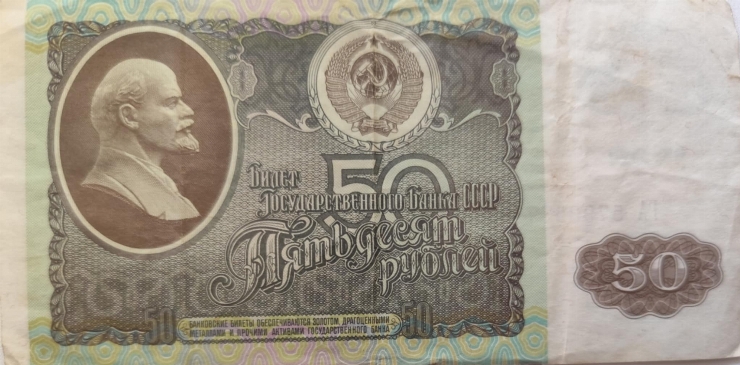 50
Билет
Государственного Банка СССР
Пятьдесят
рублей
50
БАНКОВСКИЕ БИЛЕТЫ ОБЕСПЕЧИВАЮТСЯ ЗОЛОТОМ, ДРАГОЦЕННЫМИ
МЕТАЛЛАМИ И ПРОЧИМИ АКТИВАМИ ГОСУДАРСТВЕННОГО БАНКА
50
50